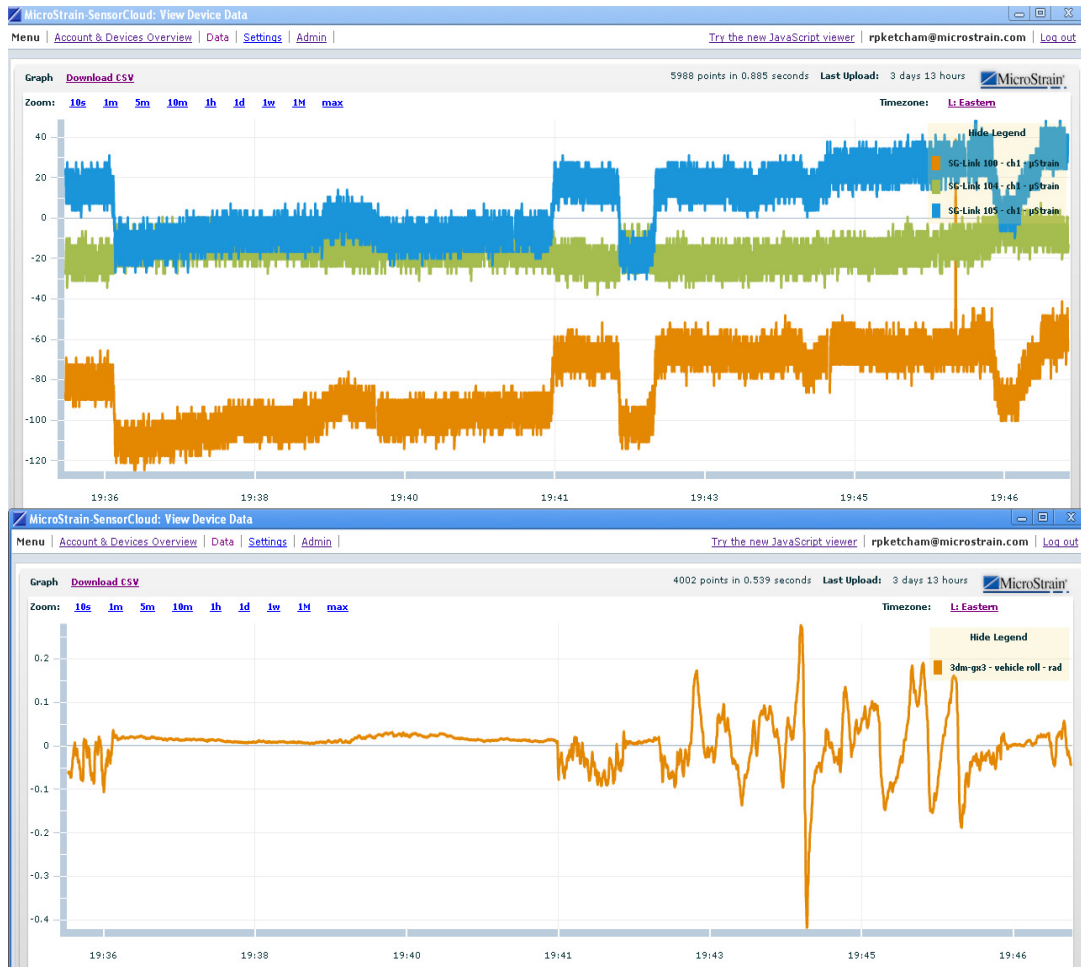 MicroStrain-SensorCloud: View Device Data
Menu | Account & Devices Overview | Data | Settings | Admin | Try the new JavaScript viewer | rpketcham@microstrain.com | Log out
Graph Download CSV 5988 points in 0.885 seconds Last Upload: 3 days 13 hours MicroStrain
Zoom: 10s 1m 5m 10m 1h 1d 1w 1M max Timezone: L: Eastern
Hide Legend
SG-Link 100 - ch1 - µStrain
SG-Link 104 - ch1 - µStrain
SG-Link 105 - ch1 - µStrain
40
20
0
-20
-40
-60
-80
-100
-120
19:36 19:38 19:40 19:41 19:43 19:45 19:46
MicroStrain-SensorCloud: View Device Data
Menu | Account & Devices Overview | Data | Settings | Admin | Try the new JavaScript viewer | rpketcham@microstrain.com | Log out
Graph Download CSV 4002 points in 0.539 seconds Last Upload: 3 days 13 hours MicroStrain
Zoom: 10s 1m 5m 10m 1h 1d 1w 1M max Timezone: L: Eastern
Hide Legend
3dm-gx3 - vehicle roll - rad
0.2
0.1
0
-0.1
-0.2
-0.3
-0.4
19:36 19:38 19:40 19:41 19:43 19:45 19:46